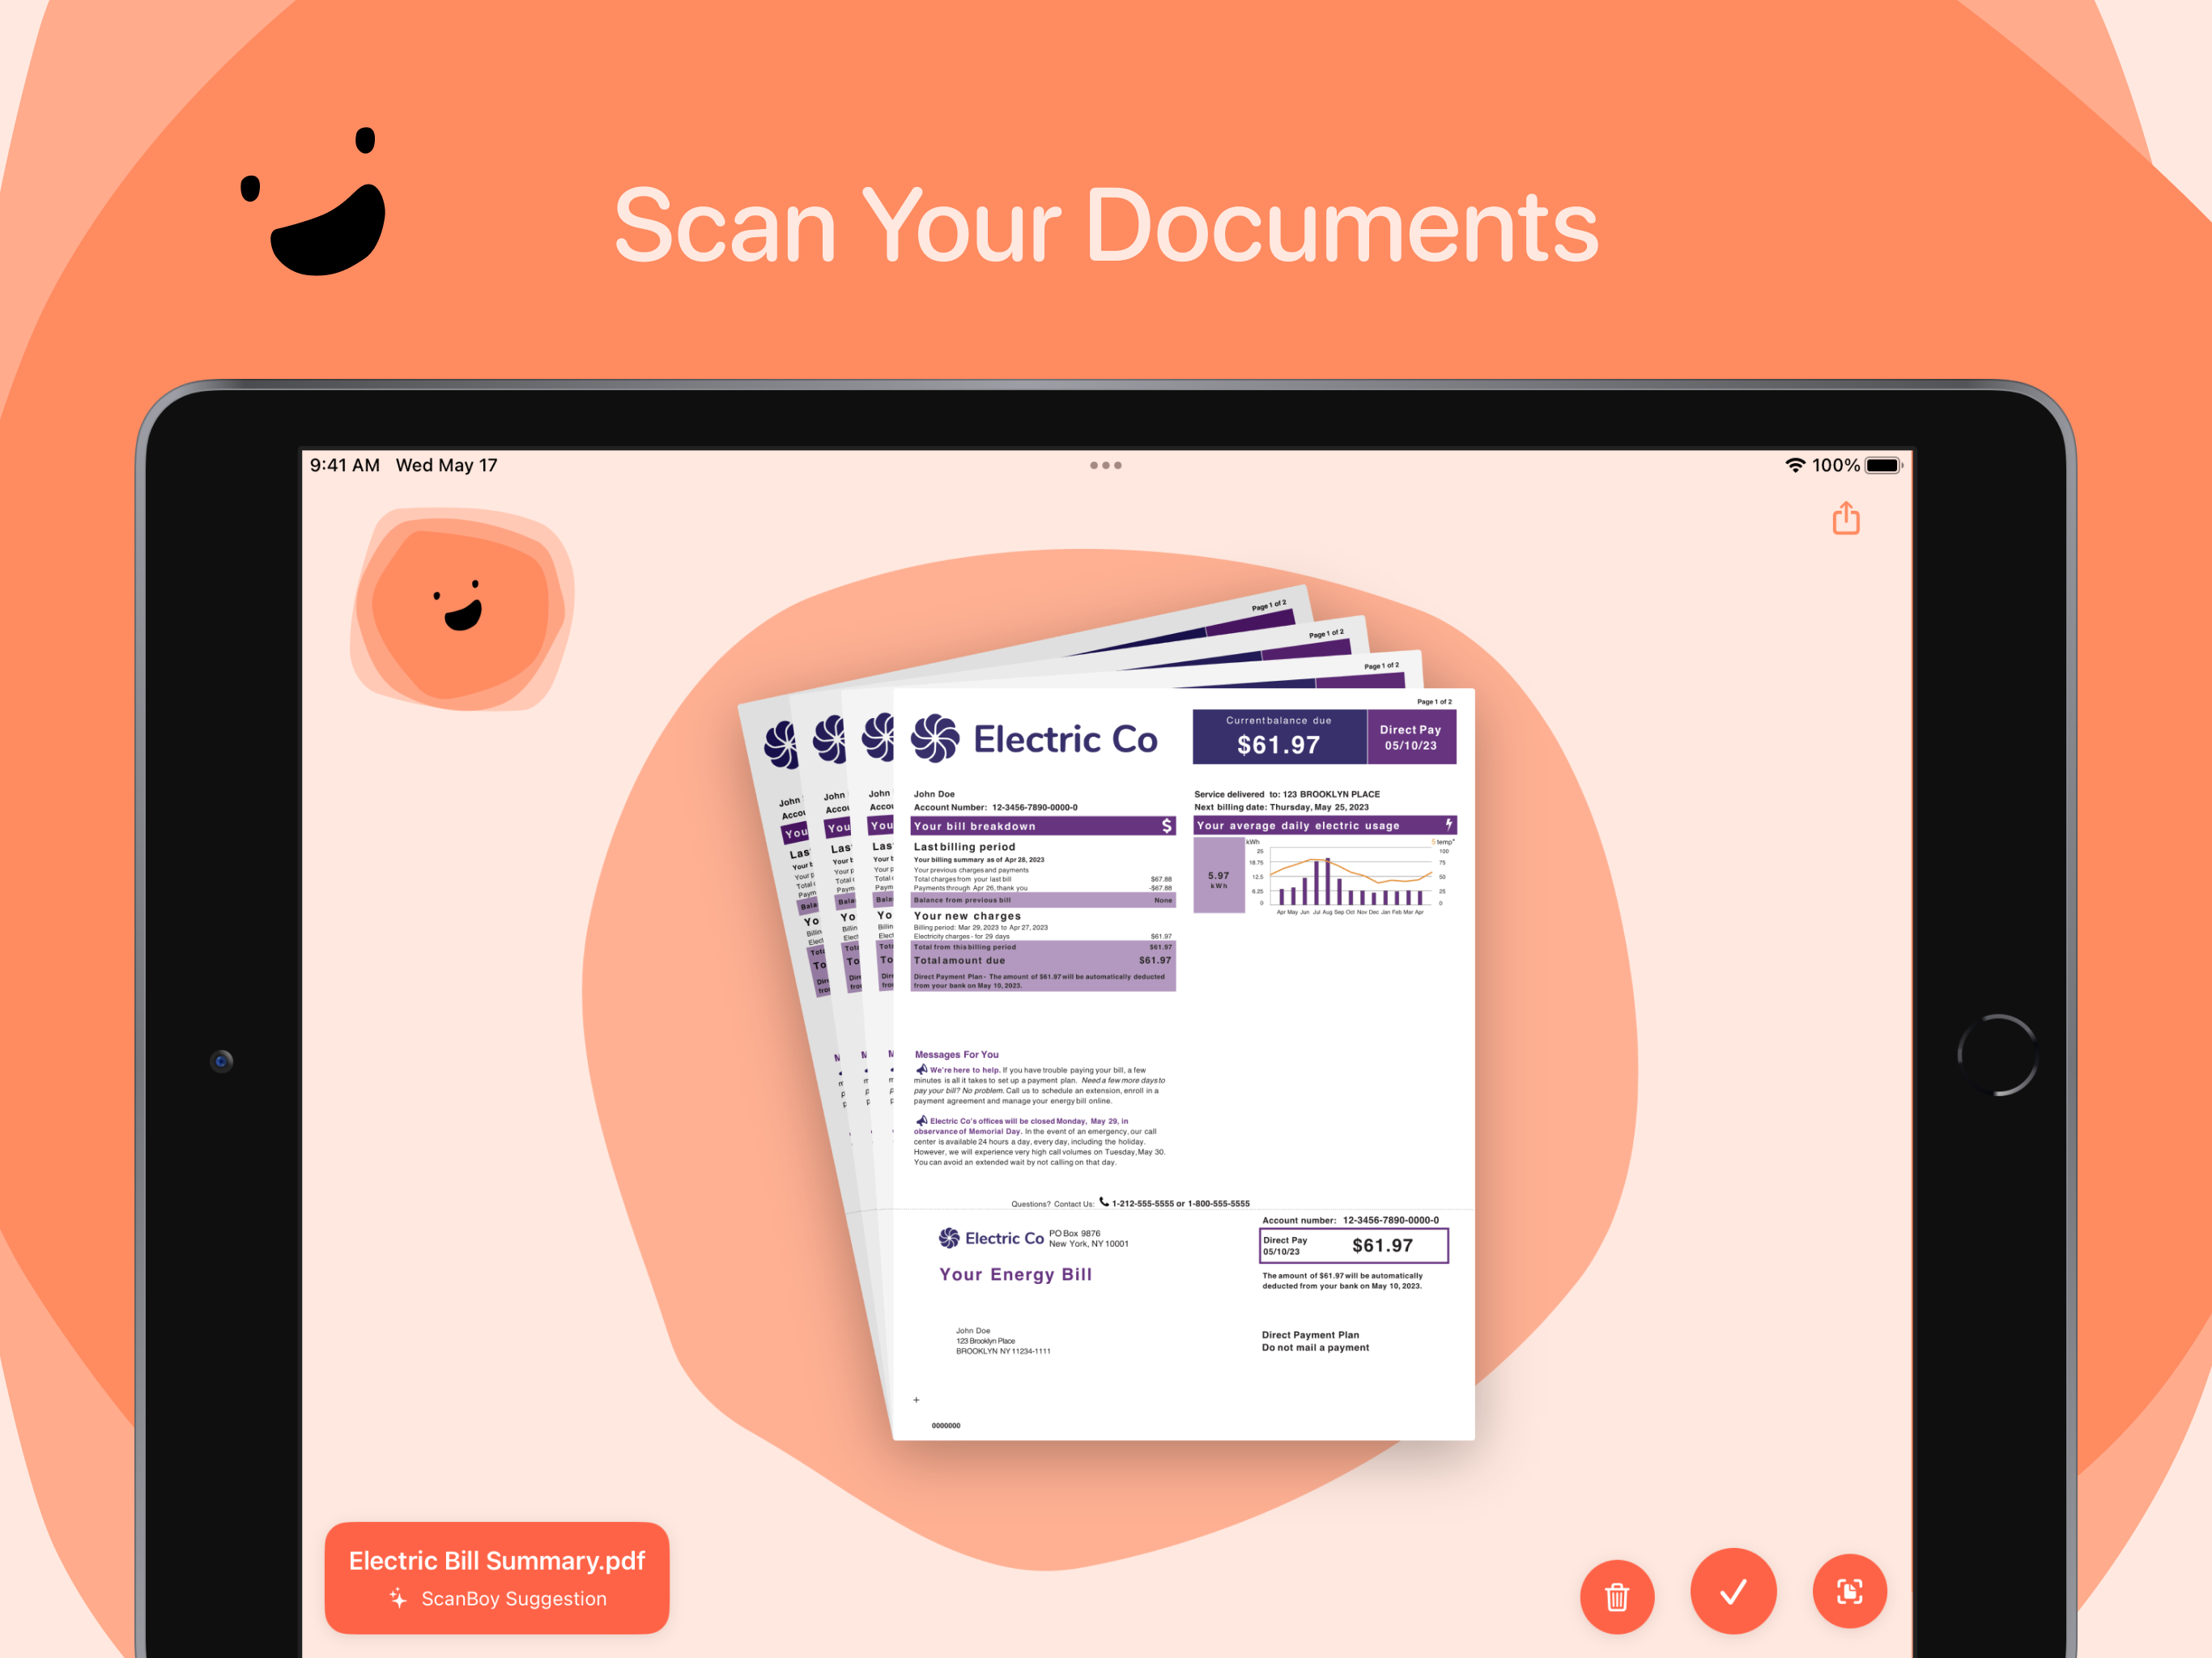 Scan Your Documents
9:41 AM Wed May 17
100%
Page 1 of 2
Page 1 of 2
Page 1 of 2
Page 1 of 2
Electric Co
Current balance due
$61.97
Direct Pay
05/10/23
John Doe
Account Number: 12-3456-7890-0000-0
Service delivered to: 123 BROOKLYN PLACE
Next billing date: Thursday, May 25, 2023
Your bill breakdown $
Last billing period
Your billing summary as of Apr 28, 2023
Your previous charges and payments
Total charges from your last bill $67.88
Payments through Apr 26, thank you -$67.88
Balance from previous bill None
Your new charges
Billing period: Mar 29, 2023 to Apr 27, 2023
Electricity charges - for 29 days $61.97
Total from this billing period $61.97
Total amount due $61.97
Direct Payment Plan - The amount of $61.97 will be automatically deducted
from your bank on May 10, 2023.
Your average daily electric usage
5.97
kWh
kWh
25
18.75
12.5
6.25
0
temp°
100
75
50
25
0
Apr May Jun Jul Aug Sep Oct Nov Dec Jan Feb Mar Apr
Messages For You
We're here to help. If you have trouble paying your bill, a few
minutes is all it takes to set up a payment plan. Need a few more days to
pay your bill? No problem. Call us to schedule an extension, enroll in a
payment agreement and manage your energy bill online.
Electric Co's offices will be closed Monday, May 29, in
observance of Memorial Day. In the event of an emergency, our call
center is available 24 hours a day, every day, including the holiday.
However, we will experience very high call volumes on Tuesday, May 30.
You can avoid an extended wait by not calling on that day.
Questions? Contact Us: 1-212-555-5555 or 1-800-555-5555
Electric Co
PO Box 9876
New York, NY 10001
Your Energy Bill
Account number: 12-3456-7890-0000-0
Direct Pay
05/10/23
$61.97
The amount of $61.97 will be automatically
deducted from your bank on May 10, 2023.
John Doe
123 Brooklyn Place
BROOKLYN NY 11234-1111
Direct Payment Plan
Do not mail a payment
0000000
Electric Bill Summary.pdf
ScanBoy Suggestion